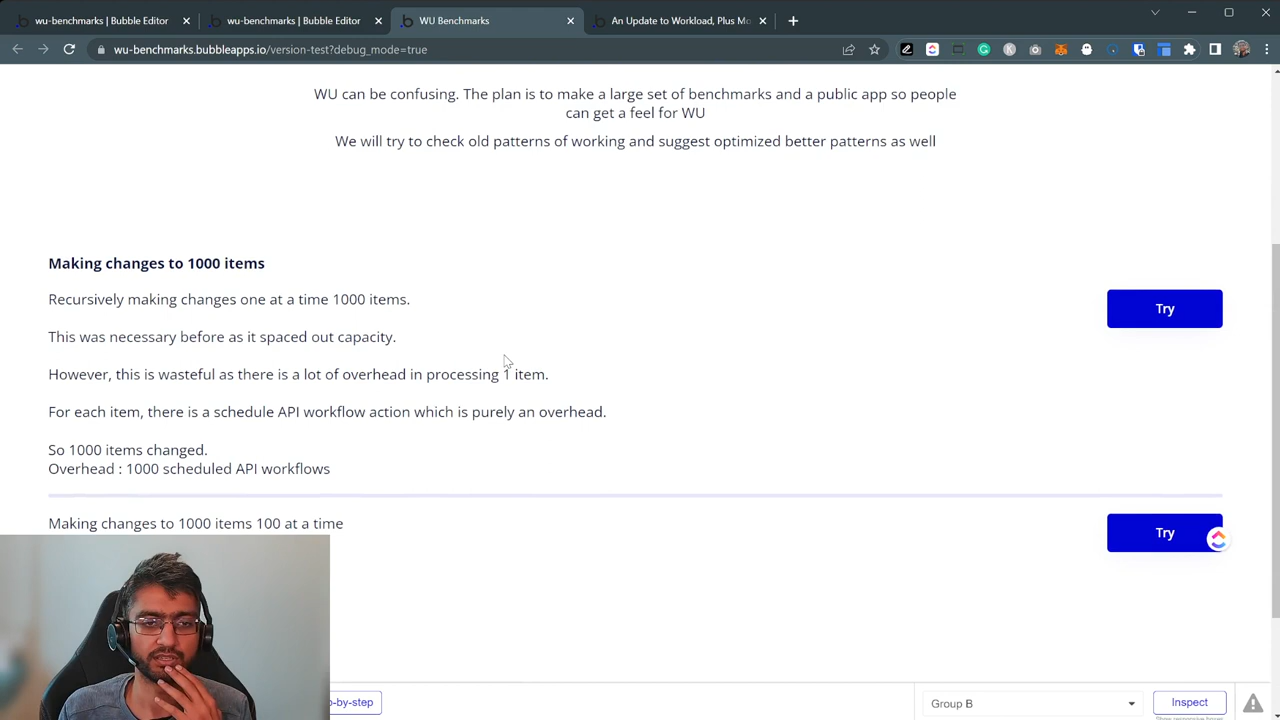 wu-benchmarks | Bubble Editor
wu-benchmarks | Bubble Editor
WU Benchmarks
An Update to Workload, Plus Mo
wu-benchmarks.bubbleapps.io/version-test?debug_mode=true
WU can be confusing. The plan is to make a large set of benchmarks and a public app so people
can get a feel for WU
We will try to check old patterns of working and suggest optimized better patterns as well
Making changes to 1000 items
Recursively making changes one at a time 1000 items.
Try
This was necessary before as it spaced out capacity.
However, this is wasteful as there is a lot of overhead in processing 1 item.
For each item, there is a schedule API workflow action which is purely an overhead.
So 1000 items changed.
Overhead : 1000 scheduled API workflows
Making changes to 1000 items 100 at a time
Try
p-by-step
Group B
Inspect